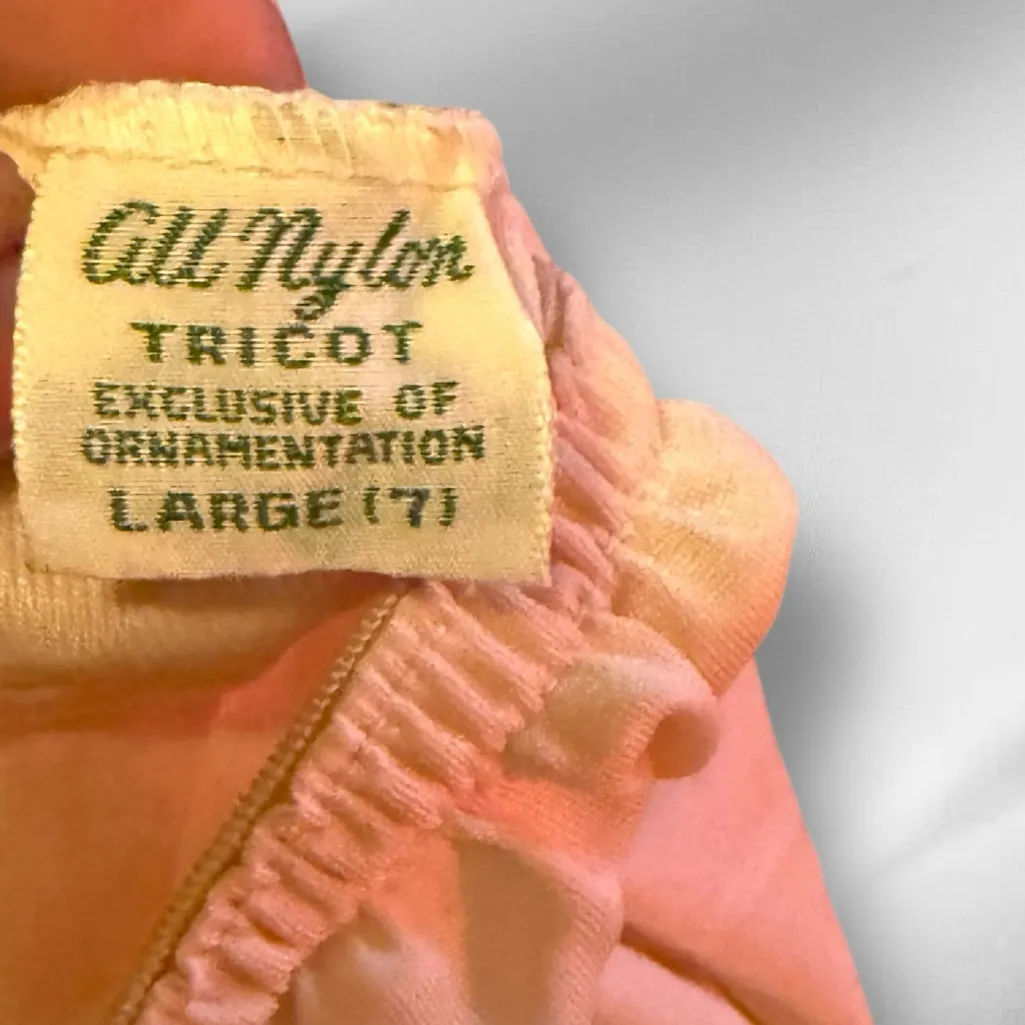 All Nylon
TRICOT
EXCLUSIVE OF
ORNAMENTATION
LARGE (7)